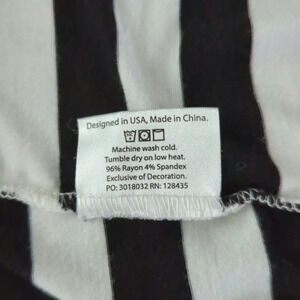 Designed in USA, Made in China.
Machine wash cold.
Tumble dry on low heat.
96% Rayon 4% Spandex
Exclusive of Decoration.
PO: 3018032 RN: 128435